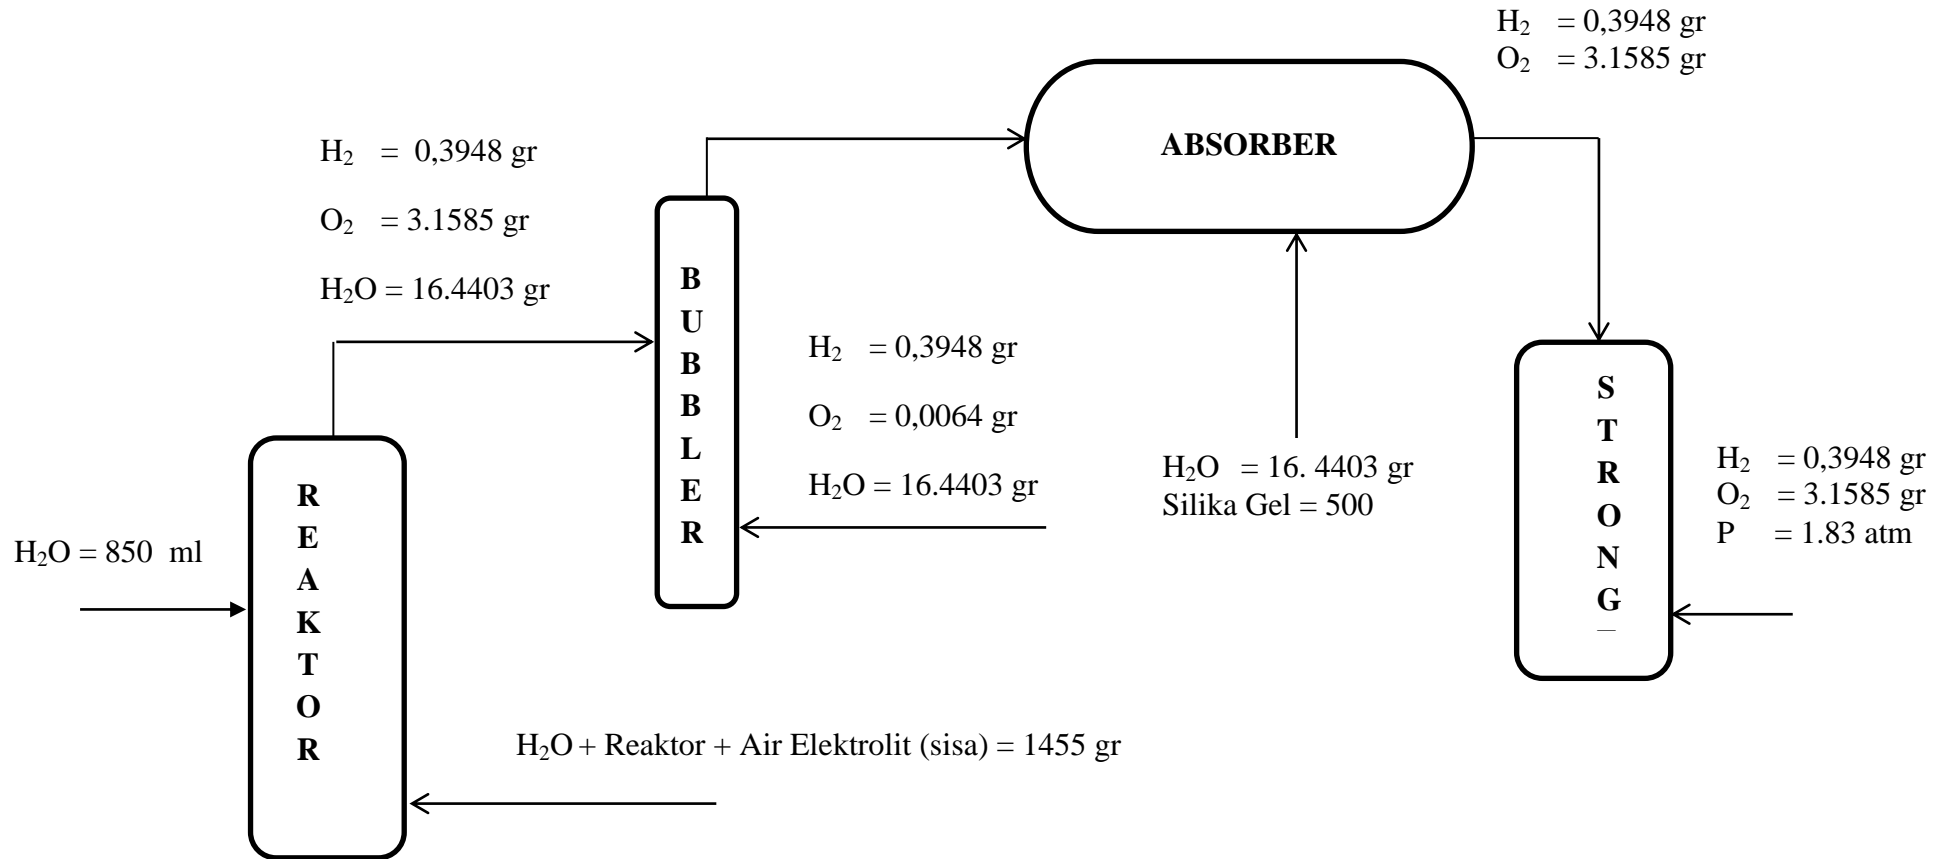 H₂ = 0,3948 gr
O₂ = 3.1585 gr
ABSORBER
H₂ = 0,3948 gr
O₂ = 3.1585 gr
H₂O = 16.4403 gr
BUBBLER
H₂ = 0,3948 gr
O₂ = 0,0064 gr
H₂O = 16.4403 gr
H₂O = 16. 4403 gr
Silika Gel = 500
STRONG
H₂ = 0,3948 gr
O₂ = 3.1585 gr
P = 1.83 atm
REAKTOR
H₂O = 850 ml
H₂O + Reaktor + Air Elektrolit (sisa) = 1455 gr